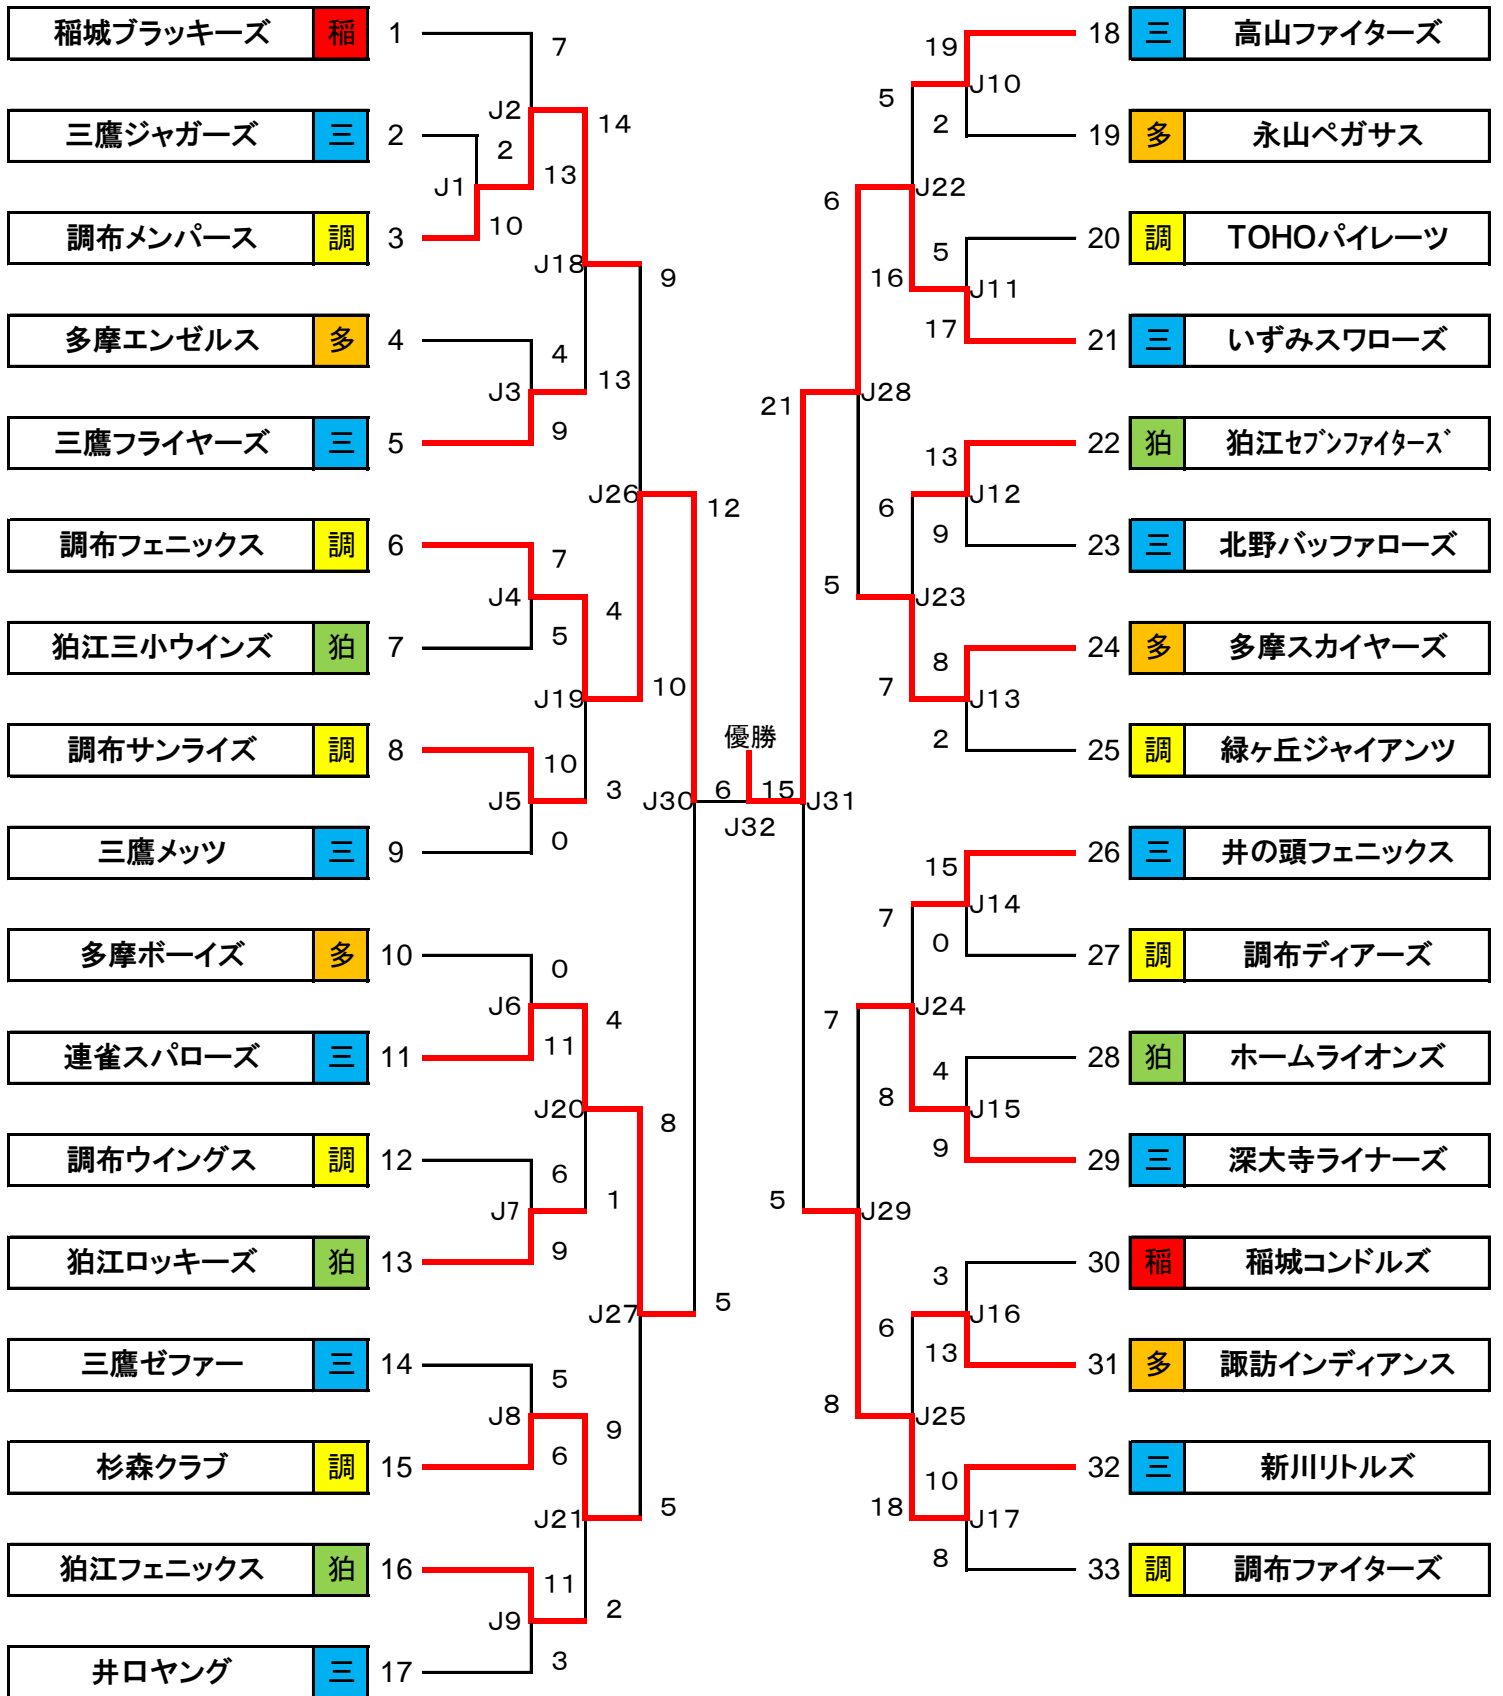 稲城ブラッキーズ 稲 1
三鷹ジャガーズ 三 2
調布メンパース 調 3
多摩エンゼルス 多 4
三鷹フライヤーズ 三 5
調布フェニックス 調 6
狛江三小ウインズ 狛 7
調布サンライズ 調 8
三鷹メッツ 三 9
多摩ボーイズ 多 10
連雀スパローズ 三 11
調布ウイングス 調 12
狛江ロッキーズ 狛 13
三鷹ゼファー 三 14
杉森クラブ 調 15
狛江フェニックス 狛 16
井口ヤング 三 17
7
J2
14
2
13
J1
10
J18
9
4
13
J3
9
J26
12
7
J4
4
5
J19
10
10
J5
3
0
J30
6
優勝
15
J32
J31
0
J6
4
11
J20
8
6
1
J7
9
J27
5
5
J8
9
6
J21
5
11
J9
2
3
19
J10
5
2
J22
6
5
16
J11
17
J28
21
13
J12
6
9
J23
5
8
7
J13
2
15
J14
7
0
J24
7
4
8
J15
9
J29
5
3
J16
6
13
J25
8
10
18
J17
8
18 三 高山ファイターズ
19 多 永山ペガサス
20 調 TOHOパイレーツ
21 三 いずみスワローズ
22 狛 狛江ｾブﾝﾌｧｲﾀｰｽﾞ
23 三 北野バッファローズ
24 多 多摩スカイヤーズ
25 調 緑ヶ丘ジャイアンツ
26 三 井の頭フェニックス
27 調 調布ディアーズ
28 狛 ホームライオンズ
29 三 深大寺ライナーズ
30 稲 稲城コンドルズ
31 多 諏訪インディアンス
32 三 新川リトルズ
33 調 調布ファイターズ